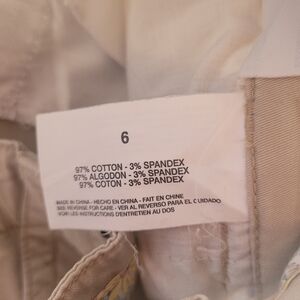 6
97% COTTON - 3% SPANDEX
97% ALGODON - 3% SPANDEX
97% COTON - 3% SPANDEX
MADE IN CHINA - HECHO EN CHINA - FAIT EN CHINE
SEE REVERSE FOR CARE - VER AL REVERSO PARA EL CUIDADO
VOIR LES INSTRUCTIONS D'ENTRETIEN AU DOS